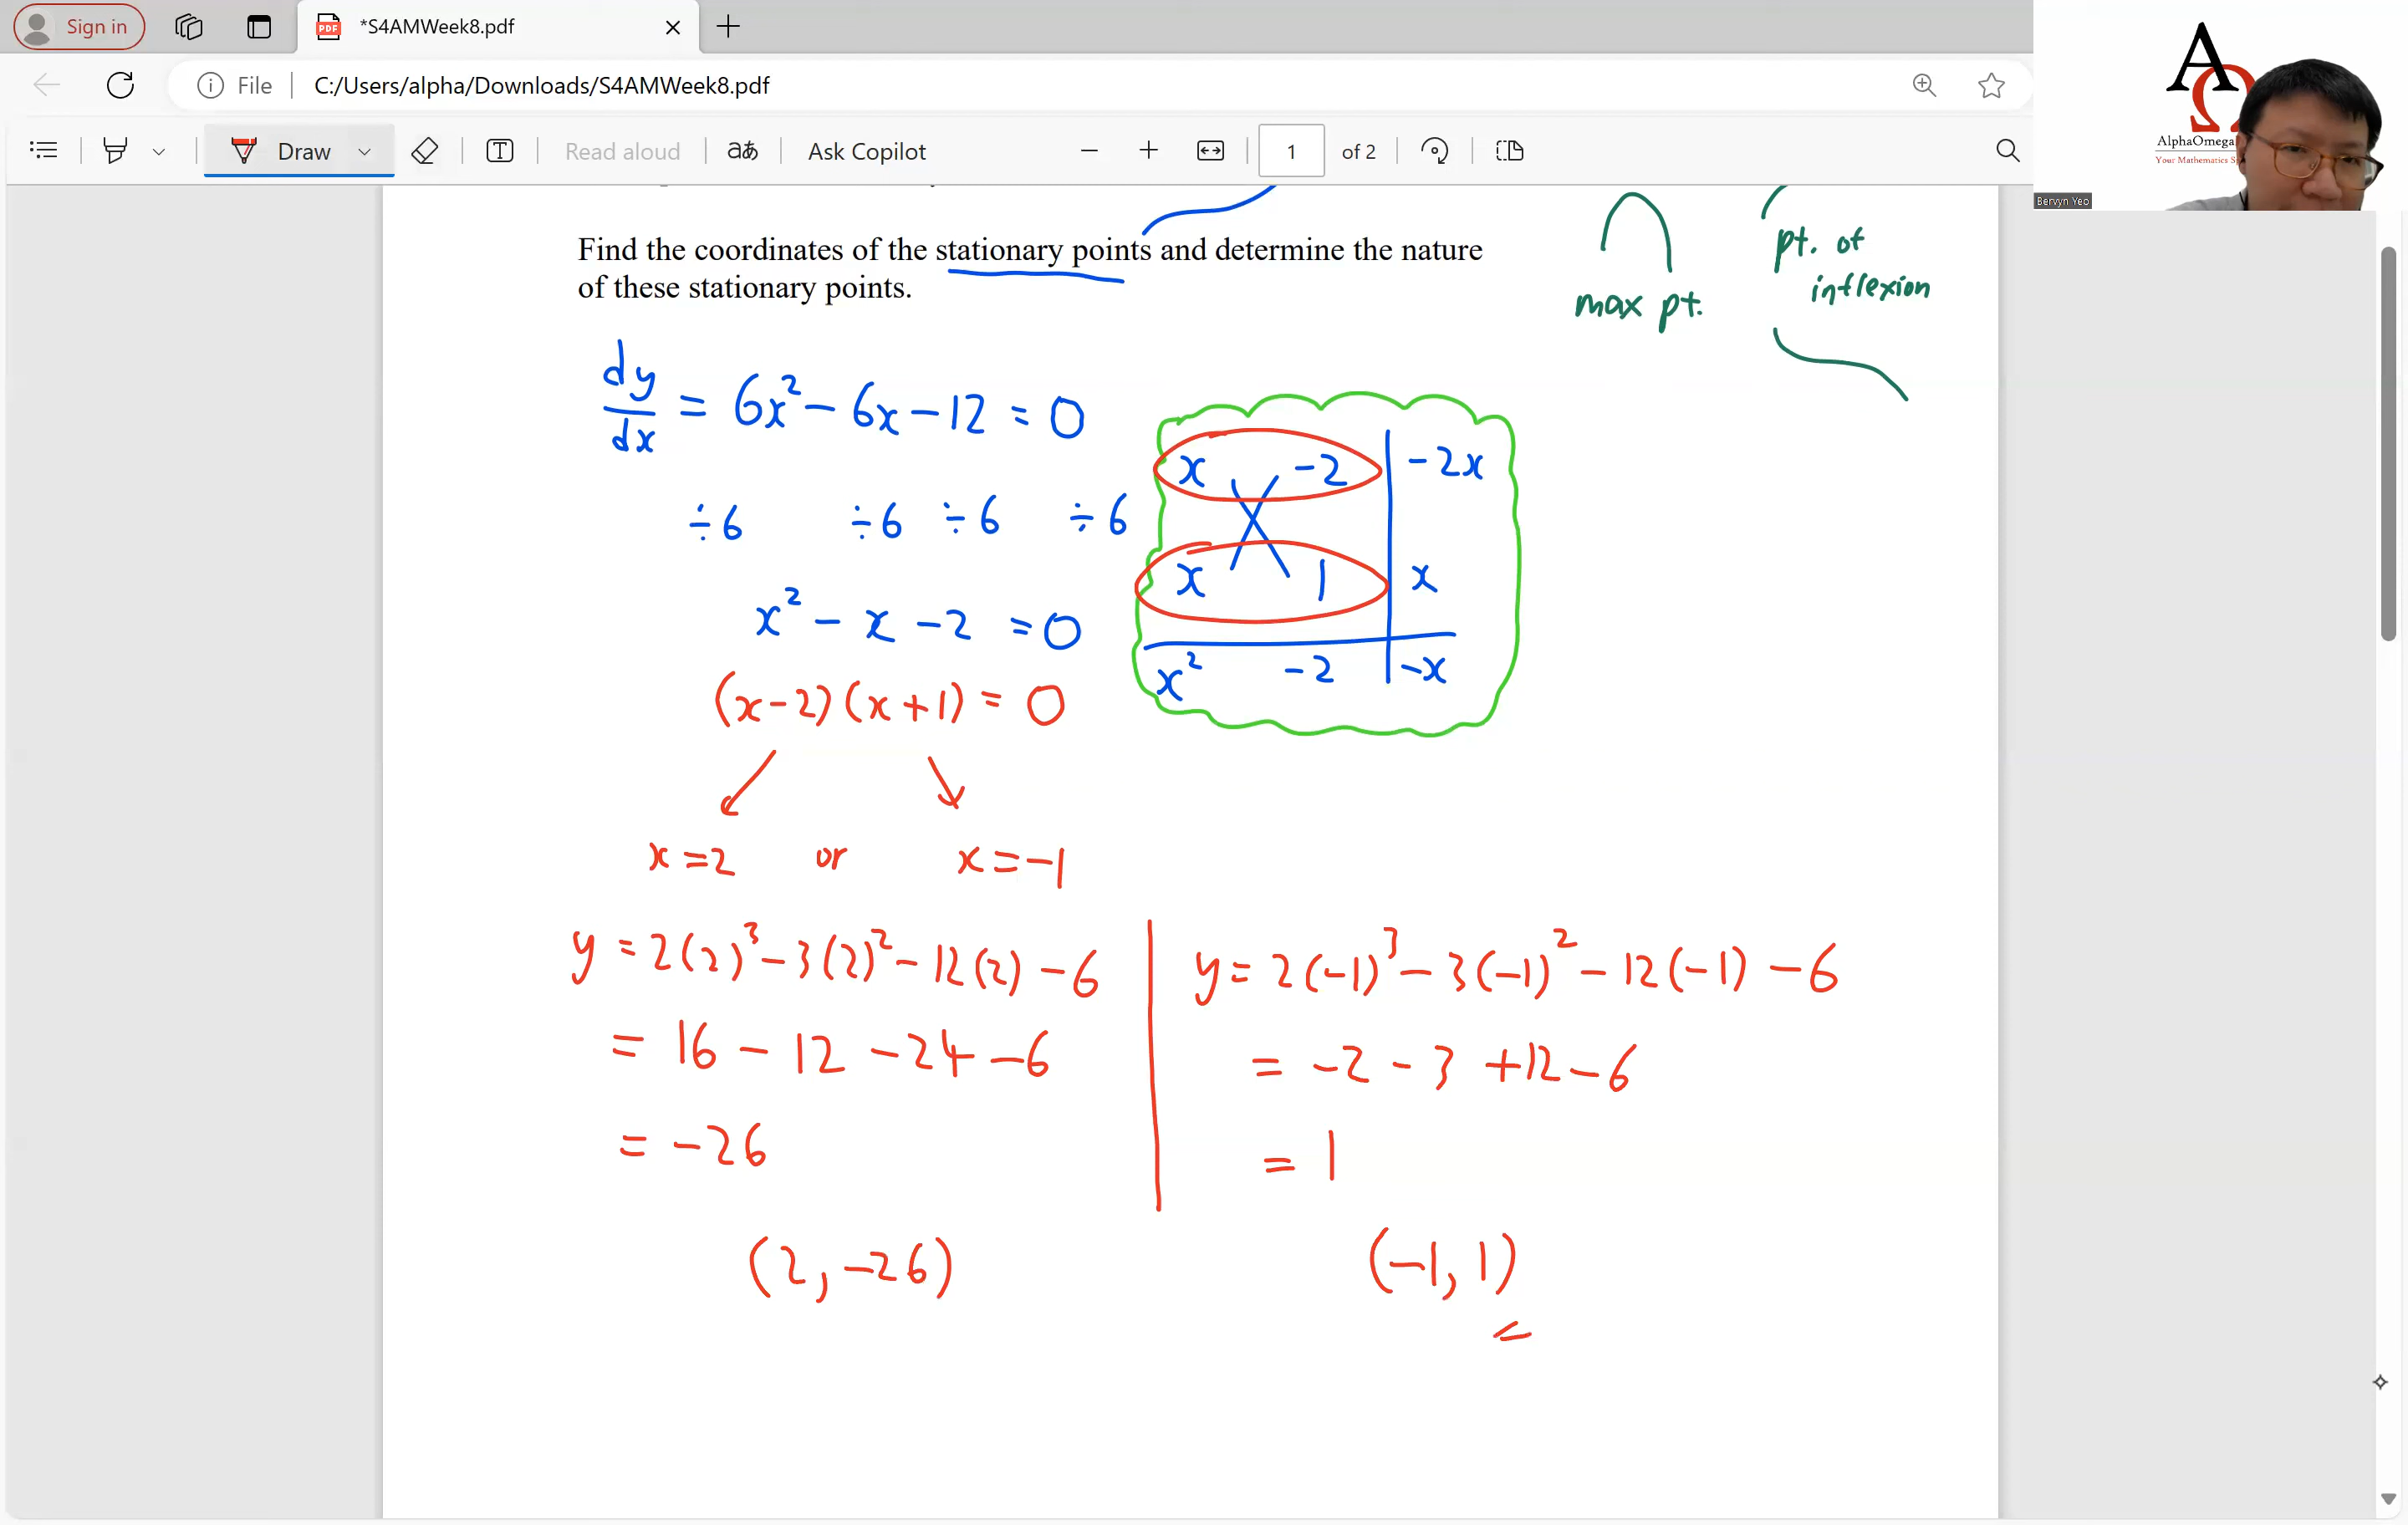 Sign in
*S4AMWeek8.pdf
File
C:/Users/alpha/Downloads/S4AMWeek8.pdf
Draw
Read aloud
aあ
Ask Copilot
1 of 2
AlphaOmega
Your Mathematics
Bervyn Yeo
Find the coordinates of the stationary points and determine the nature
of these stationary points.
max pt.
pt. of
inflexion
dy/dx = 6x² − 6x − 12 = 0
÷6 ÷6 ÷6 ÷6
x² − x − 2 = 0
x −2 | −2x
x 1 | x
x² −2 | −x
(x−2)(x+1) = 0
x = 2 or x = −1
y = 2(2)³ − 3(2)² − 12(2) − 6
= 16 − 12 − 24 − 6
= −26
(2, −26)
y = 2(−1)³ − 3(−1)² − 12(−1) − 6
= −2 − 3 + 12 − 6
= 1
(−1, 1)